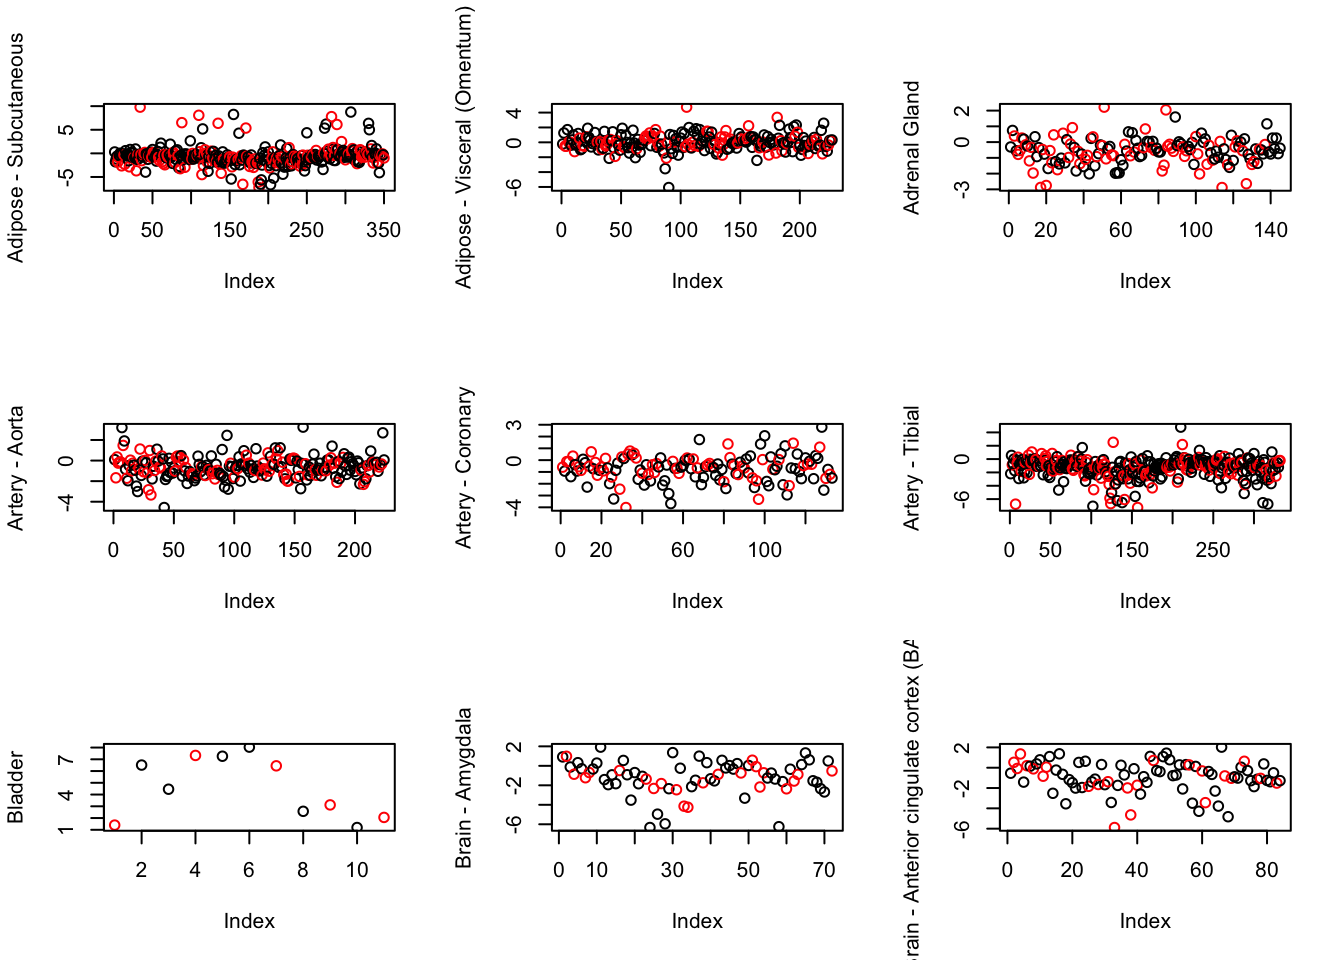 Adipose - Subcutaneous
5
-5
0 50 150 250 350
Index
Adipose - Visceral (Omentum)
4
0
-6
0 50 100 150 200
Index
Adrenal Gland
2
0
-3
0 20 60 100 140
Index
Artery - Aorta
0
-4
0 50 100 150 200
Index
Artery - Coronary
3
0
-4
0 20 60 100
Index
Artery - Tibial
0
-6
0 50 150 250
Index
Bladder
7
4
1
2 4 6 8 10
Index
Brain - Amygdala
2
-2
-6
0 10 30 50 70
Index
rain - Anterior cingulate cortex (BA
2
-2
-6
0 20 40 60 80
Index